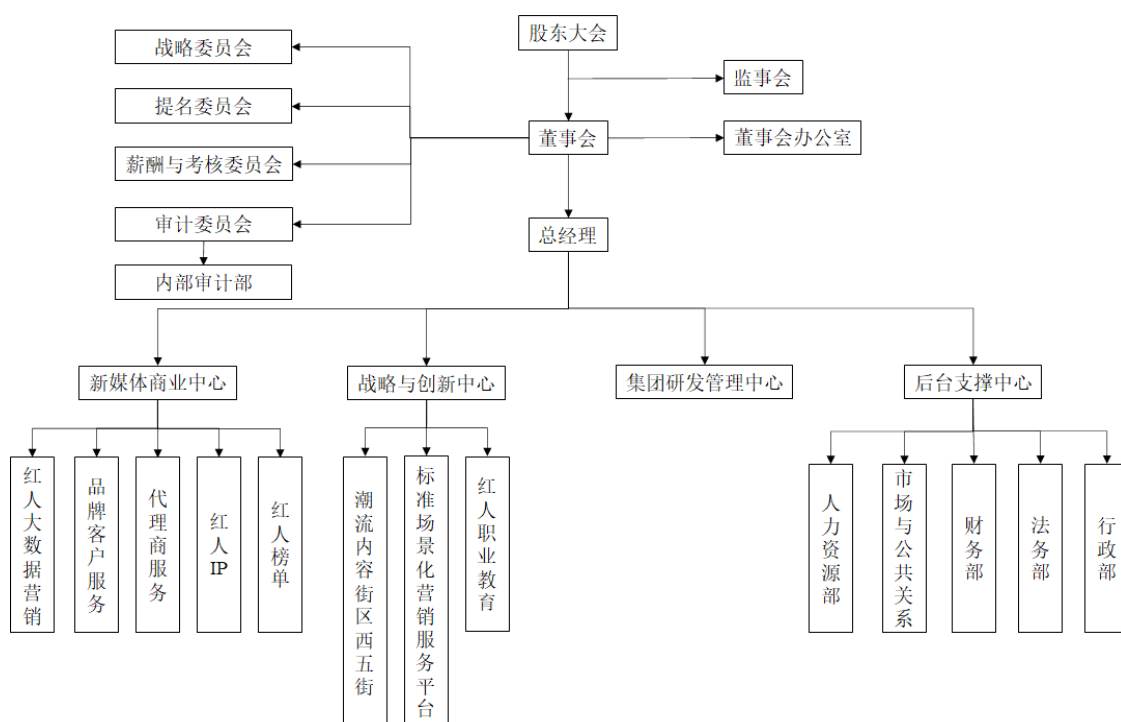 股东大会
战略委员会
监事会
提名委员会
董事会
董事会办公室
薪酬与考核委员会
审计委员会
总经理
内部审计部
新媒体商业中心
战略与创新中心
集团研发管理中心
后台支撑中心
红人大数据营销
品牌客户服务
代理商服务
红人IP
红人榜单
潮流内容街区西五街
标准场景化营销服务平台
红人职业教育
人力资源部
市场与公共关系
财务部
法务部
行政部